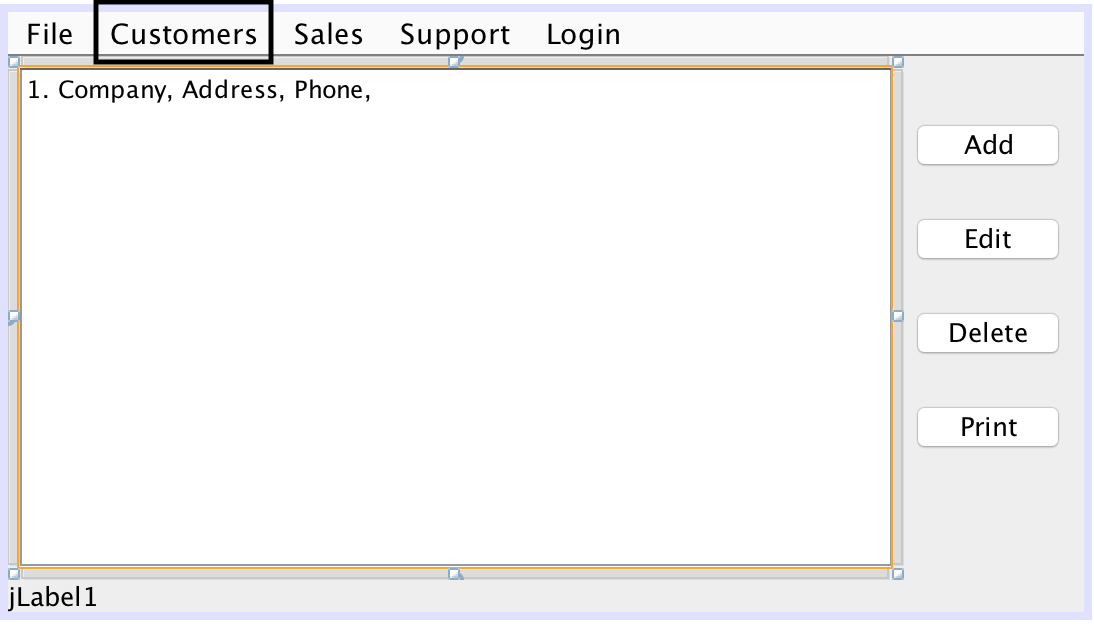 File Customers Sales Support Login
1. Company, Address, Phone,
Add
Edit
Delete
Print
jLabel1